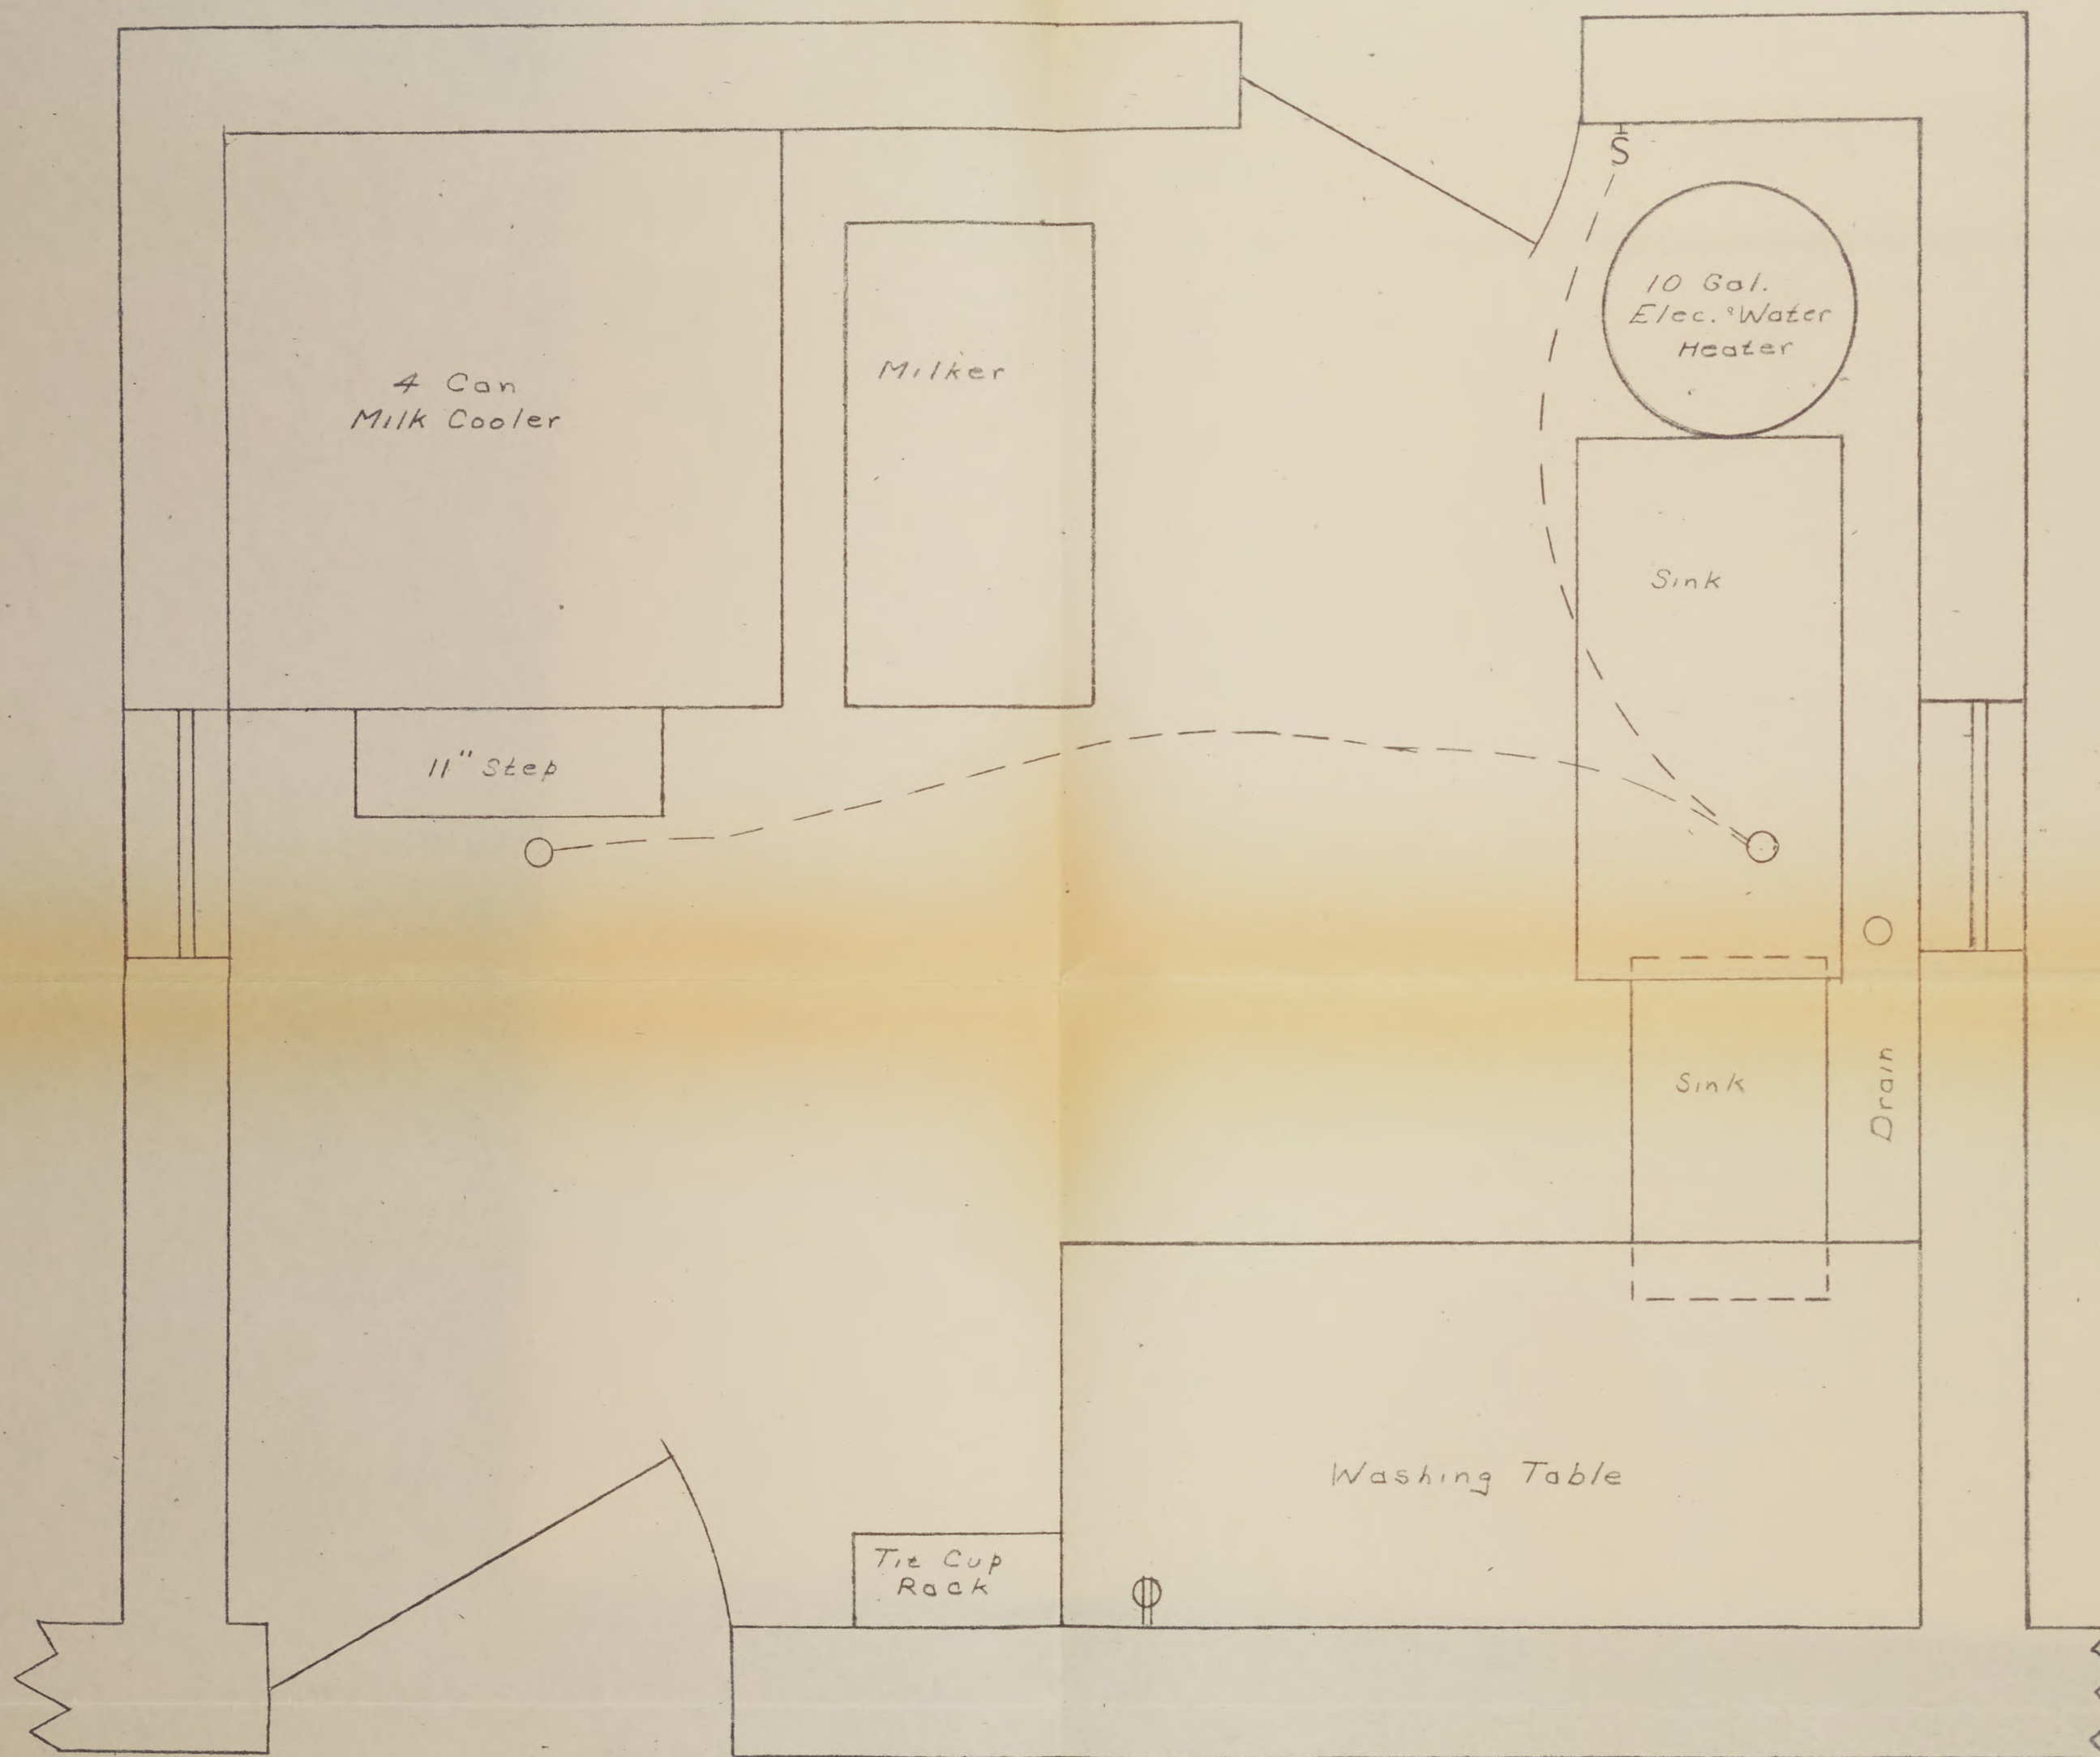 S
10 Gal.
Elec. Water
Heater
4 Can
Milk Cooler
Milker
Sink
11" Step
Sink
Drain
Washing Table
Tit Cup
Rack